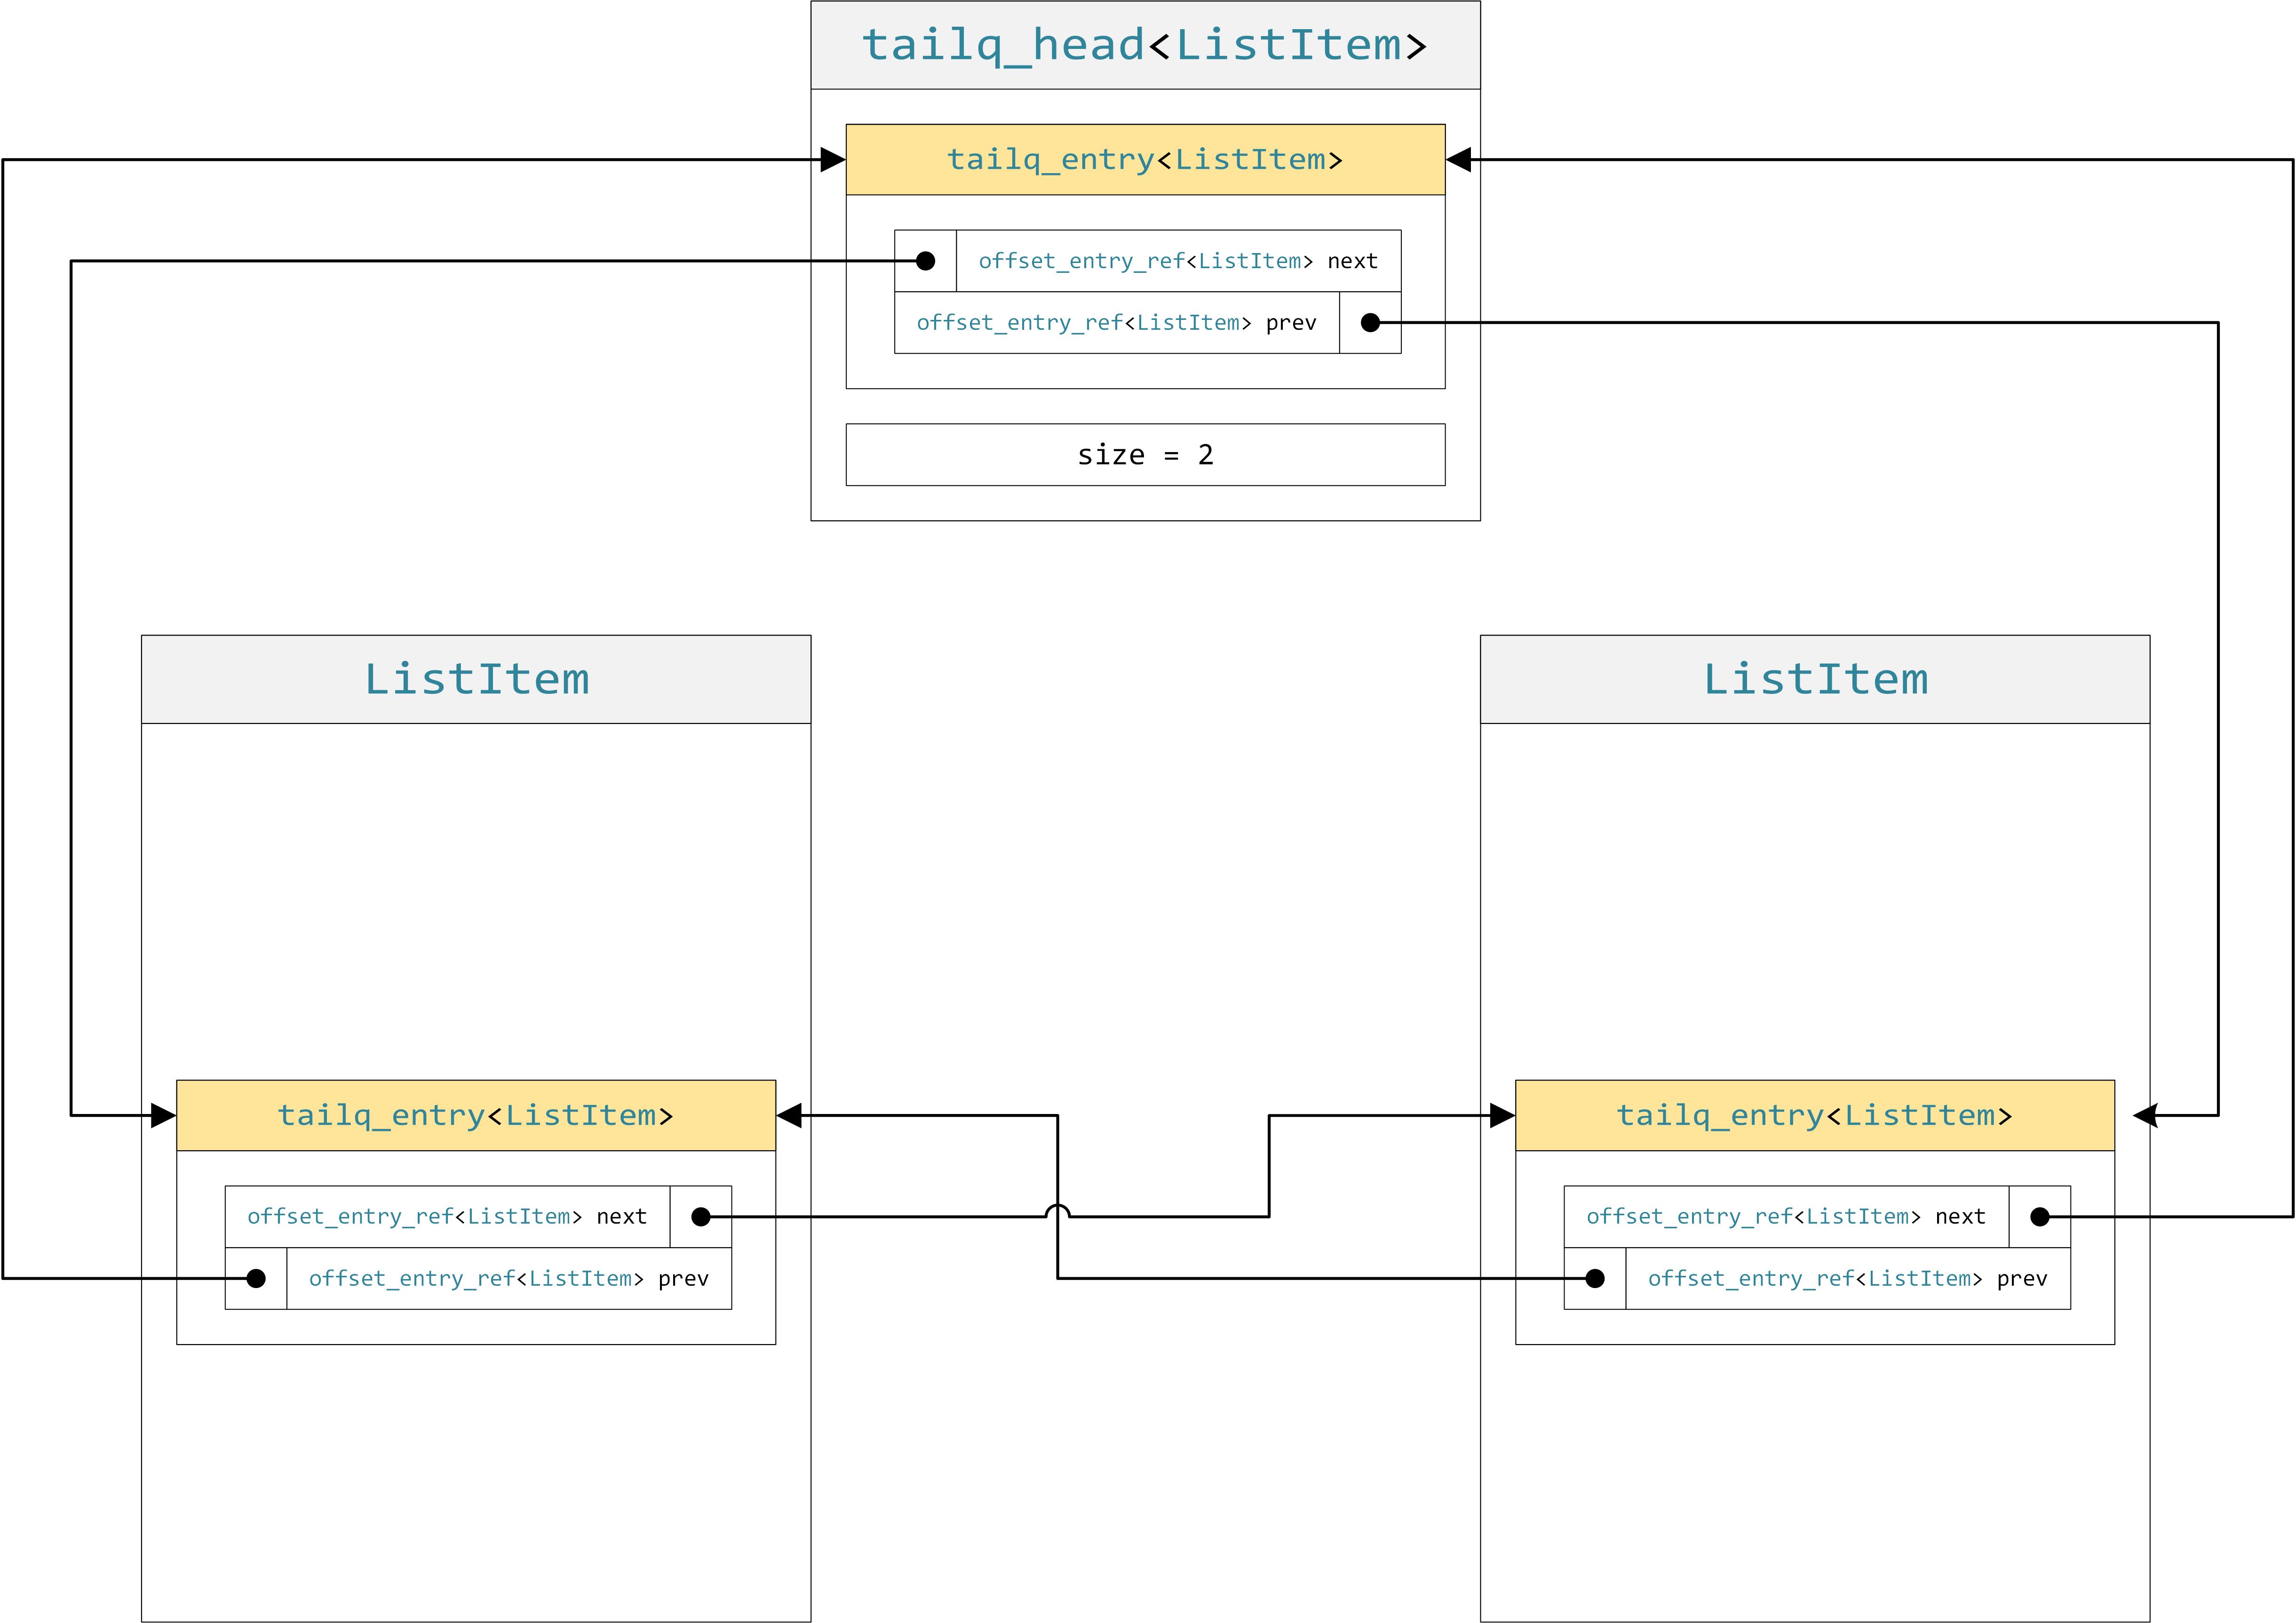 tailq_head<ListItem>
tailq_entry<ListItem>
offset_entry_ref<ListItem> next
offset_entry_ref<ListItem> prev
size = 2
ListItem
tailq_entry<ListItem>
offset_entry_ref<ListItem> next
offset_entry_ref<ListItem> prev
ListItem
tailq_entry<ListItem>
offset_entry_ref<ListItem> next
offset_entry_ref<ListItem> prev